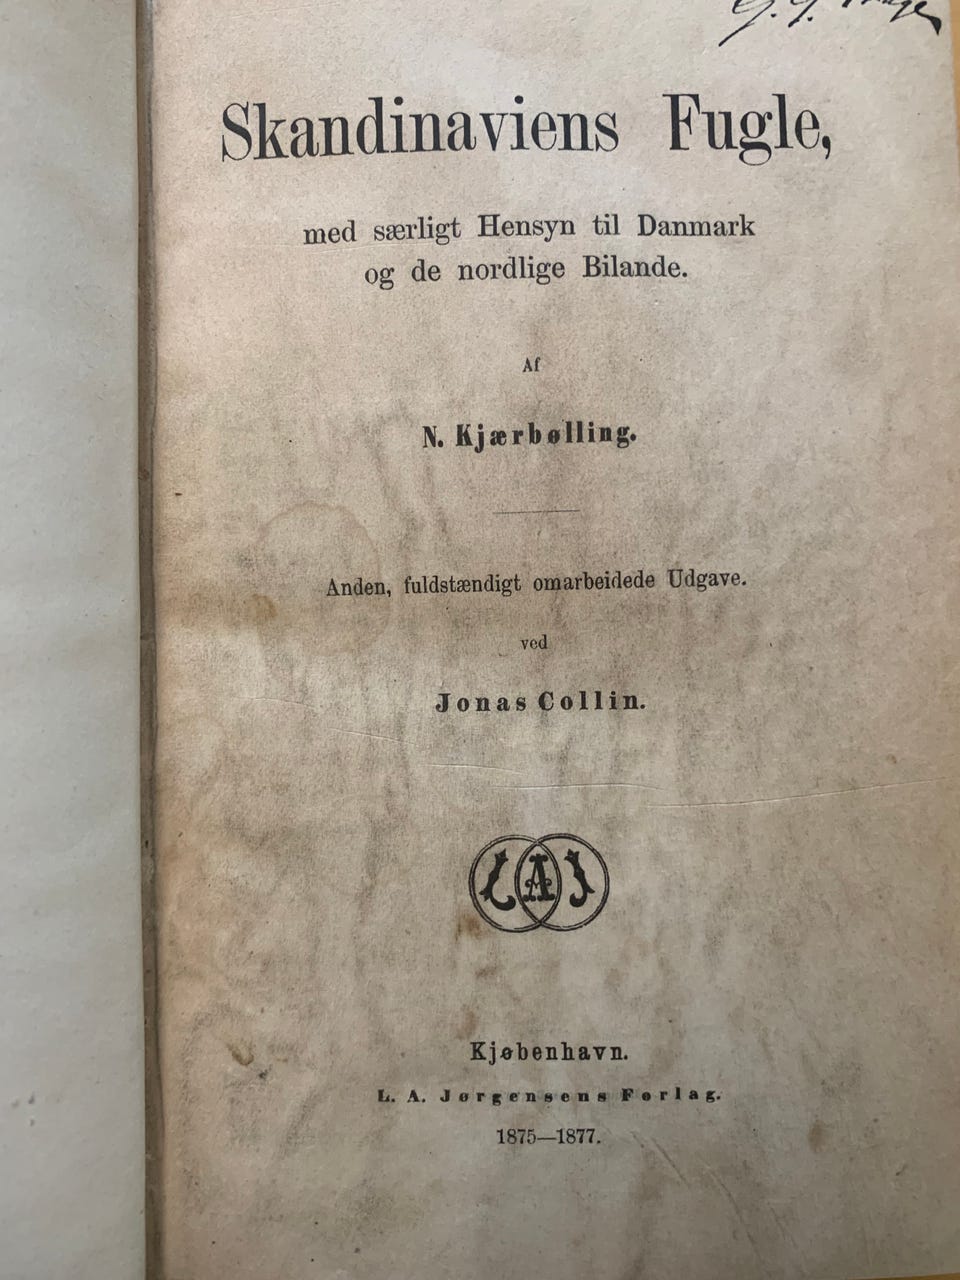 Skandinaviens Fugle,
med særligt Hensyn til Danmark
og de nordlige Bilande.
Af
N. Kjærbølling.
Anden, fuldstændigt omarbeidede Udgave.
ved
Jonas Collin.
LAJ
Kjøbenhavn.
L. A. Jørgensens Forlag.
1875—1877.